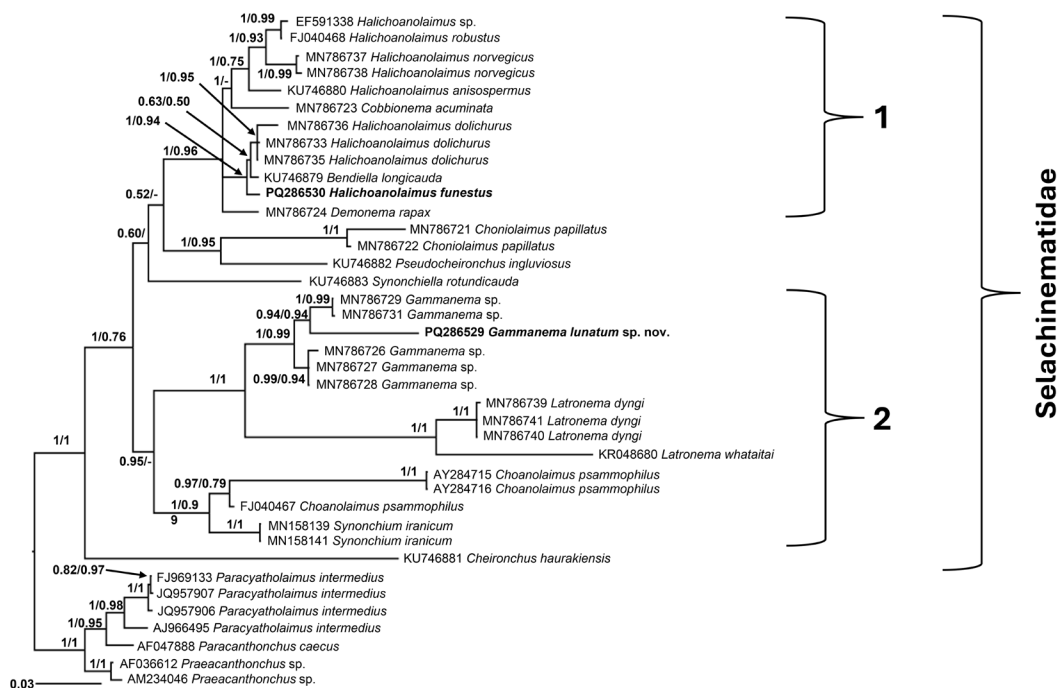 1/0.99
EF591338 Halichoanolaimus sp.
1/0.93
FJ040468 Halichoanolaimus robustus
1/0.75
MN786737 Halichoanolaimus norvegicus
1/0.99
MN786738 Halichoanolaimus norvegicus
1/0.95
1/-
KU746880 Halichoanolaimus anisospermus
0.63/0.50
MN786723 Cobbionema acuminata
1/0.94
MN786736 Halichoanolaimus dolichurus
MN786733 Halichoanolaimus dolichurus
1/0.96
MN786735 Halichoanolaimus dolichurus
KU746879 Bendiella longicauda
PQ286530 Halichoanolaimus funestus
0.52/-
MN786724 Demonema rapax
1
0.60/
1/1
MN786721 Choniolaimus papillatus
1/0.95
MN786722 Choniolaimus papillatus
KU746882 Pseudocheironchus ingluviosus
KU746883 Synonchiella rotundicauda
1/0.99
MN786729 Gammanema sp.
0.94/0.94
MN786731 Gammanema sp.
1/0.76
1/0.99
PQ286529 Gammanema lunatum sp. nov.
MN786726 Gammanema sp.
MN786727 Gammanema sp.
1/1
0.99/0.94
MN786728 Gammanema sp.
MN786739 Latronema dyngi
1/1
MN786741 Latronema dyngi
1/1
MN786740 Latronema dyngi
2
1/1
KR048680 Latronema whataitai
0.95/-
1/1
AY284715 Choanolaimus psammophilus
0.97/0.79
AY284716 Choanolaimus psammophilus
1/0.9
9
FJ040467 Choanolaimus psammophilus
1/1
MN158139 Synonchium iranicum
MN158141 Synonchium iranicum
KU746881 Cheironchus haurakiensis
Selachinematidae
0.82/0.97
FJ969133 Paracyatholaimus intermedius
1/1
JQ957907 Paracyatholaimus intermedius
1/0.98
JQ957906 Paracyatholaimus intermedius
1/0.95
AJ966495 Paracyatholaimus intermedius
1/1
AF047888 Paracanthonchus caecus
1/1
AF036612 Praeacanthonchus sp.
AM234046 Praeacanthonchus sp.
0.03